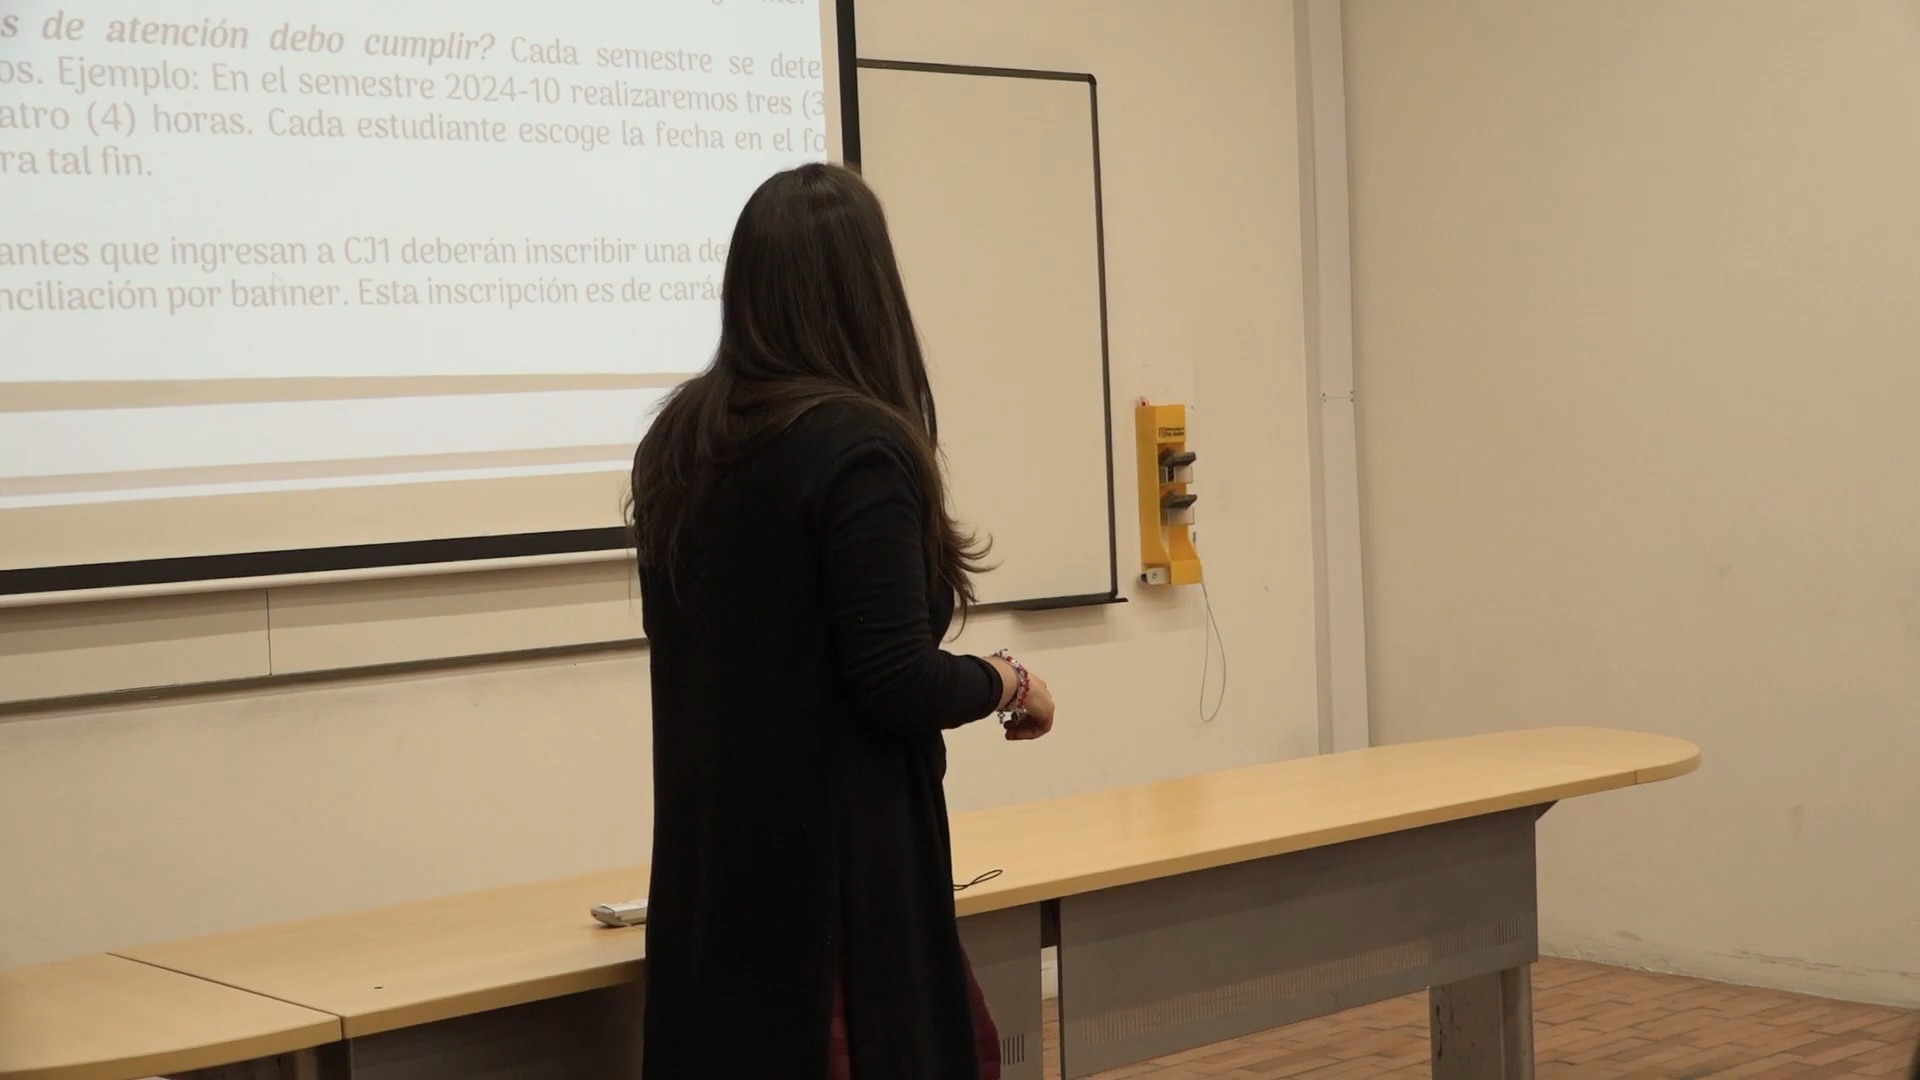 s de atención debo cumplir? Cada semestre se dete
os. Ejemplo: En el semestre 2024-10 realizaremos tres (3
atro (4) horas. Cada estudiante escoge la fecha en el fo
ra tal fin.
antes que ingresan a CJ1 deberán inscribir una de
nciliación por banner. Esta inscripción es de cará